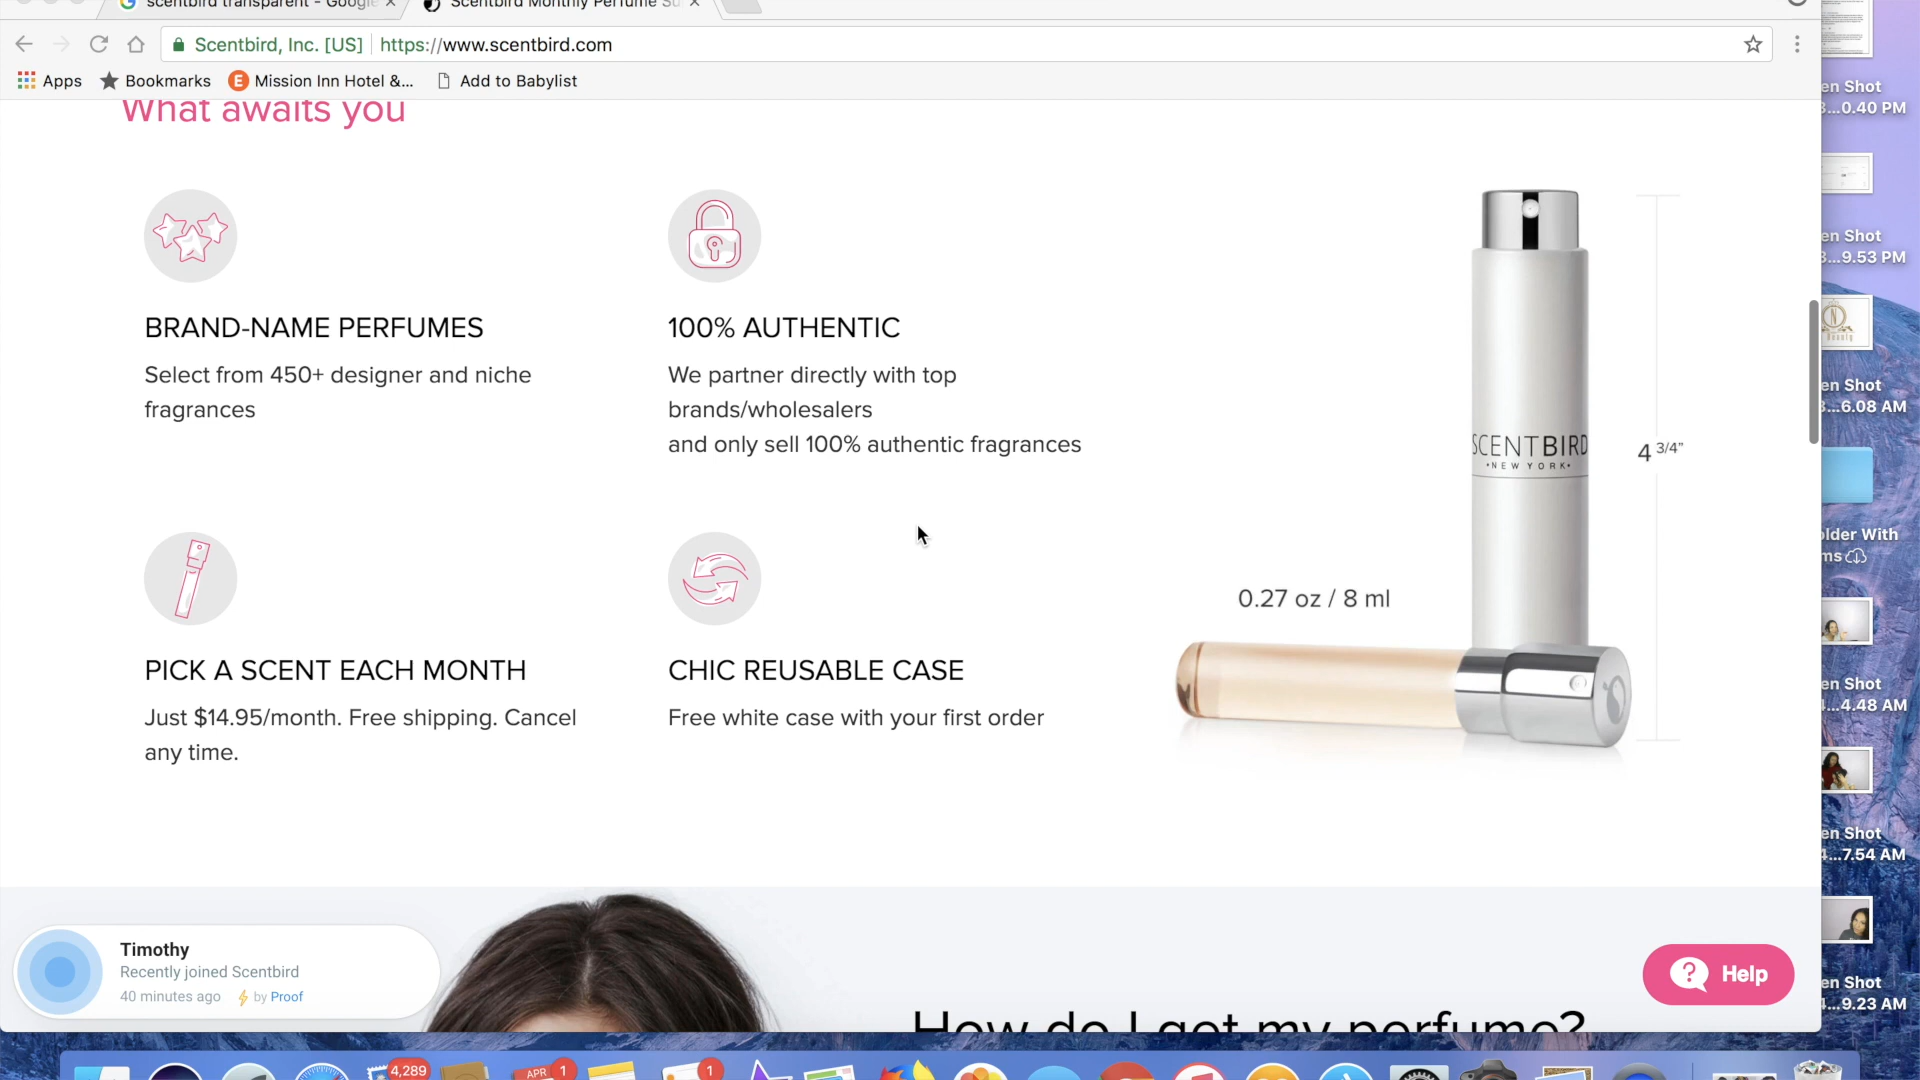 scentbird transparent - Google
Scentbird Monthly Perfume Su
Scentbird, Inc. [US]
https://www.scentbird.com
Apps
Bookmarks
Mission Inn Hotel &...
Add to Babylist
What awaits you
BRAND-NAME PERFUMES
Select from 450+ designer and niche
fragrances
100% AUTHENTIC
We partner directly with top
brands/wholesalers
and only sell 100% authentic fragrances
PICK A SCENT EACH MONTH
Just $14.95/month. Free shipping. Cancel
any time.
CHIC REUSABLE CASE
Free white case with your first order
SCENTBIRD
•NEW YORK•
4 3/4"
0.27 oz / 8 ml
Timothy
Recently joined Scentbird
40 minutes ago
by Proof
Help
How do I get my perfume?
en Shot
3...0.40 PM
en Shot
3...9.53 PM
en Shot
3...6.08 AM
older With
ms
en Shot
4...4.48 AM
en Shot
4...7.54 AM
en Shot
4...9.23 AM
4,289
APR
1
1